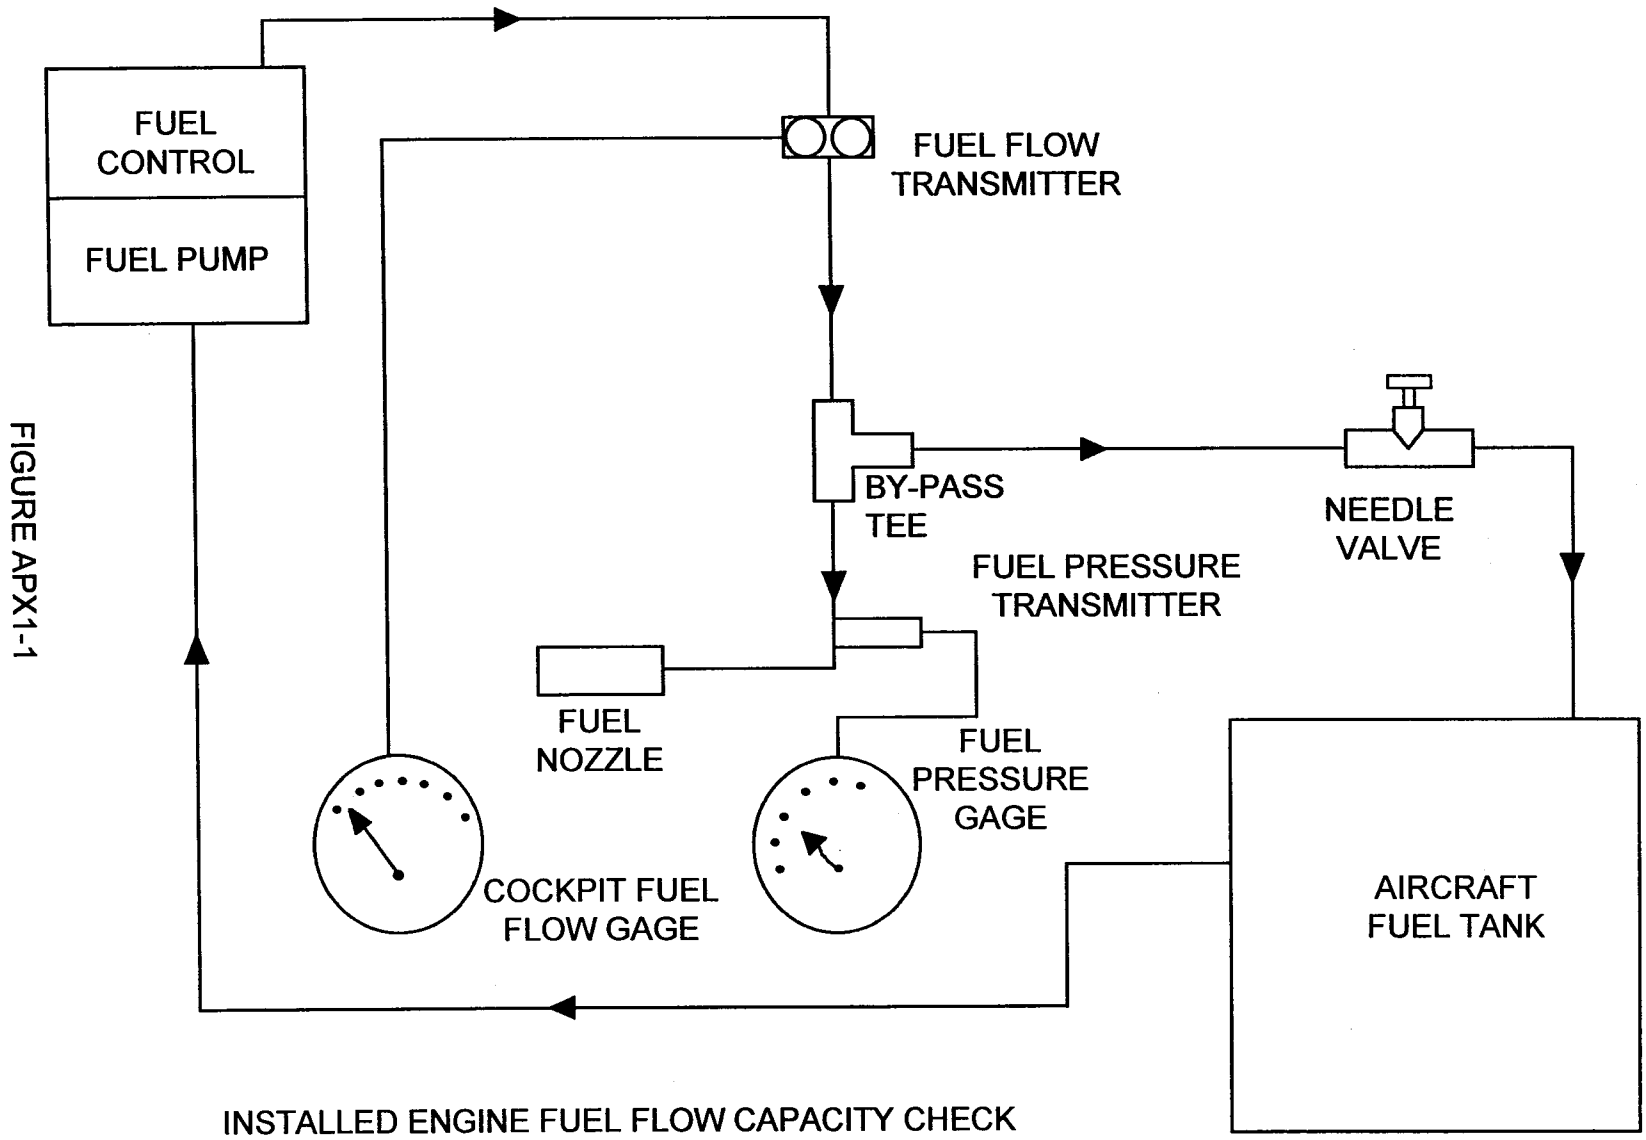 FUEL
CONTROL
FUEL PUMP
FUEL FLOW
TRANSMITTER
BY-PASS
TEE
NEEDLE
VALVE
FUEL PRESSURE
TRANSMITTER
FUEL
NOZZLE
FUEL
PRESSURE
GAGE
COCKPIT FUEL
FLOW GAGE
AIRCRAFT
FUEL TANK
FIGURE APX1-1
INSTALLED ENGINE FUEL FLOW CAPACITY CHECK